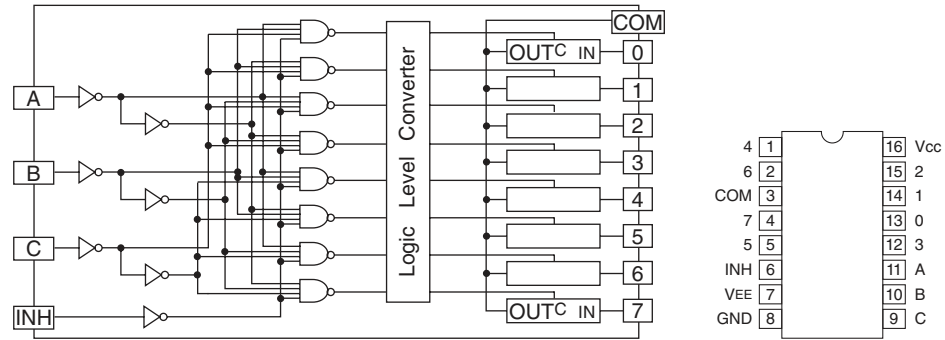 COM
OUT C IN 0
A
1
2
B
3
4
C
5
6
INH
OUT C IN 7
Logic Level Converter
4 1 16 Vcc
6 2 15 2
COM 3 14 1
7 4 13 0
5 5 12 3
INH 6 11 A
VEE 7 10 B
GND 8 9 C